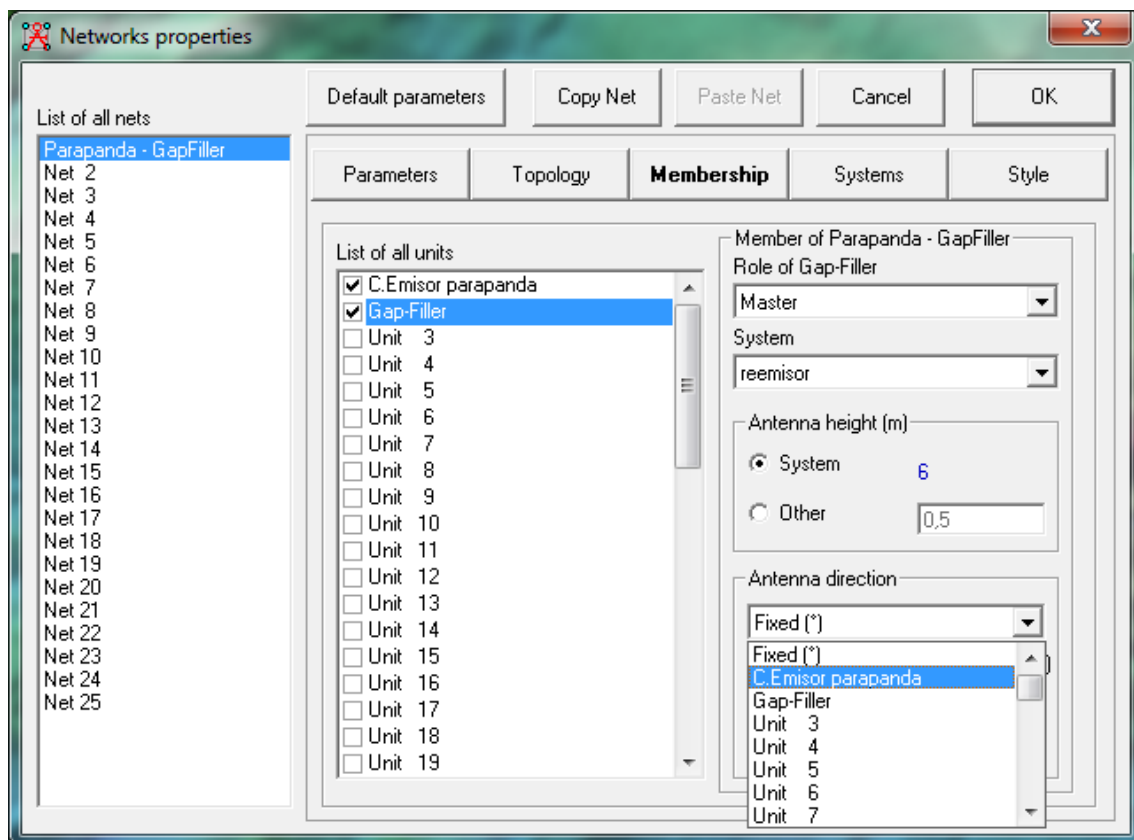 Networks properties
List of all nets
Parapanda - GapFiller
Net 2
Net 3
Net 4
Net 5
Net 6
Net 7
Net 8
Net 9
Net 10
Net 11
Net 12
Net 13
Net 14
Net 15
Net 16
Net 17
Net 18
Net 19
Net 20
Net 21
Net 22
Net 23
Net 24
Net 25
Default parameters
Copy Net
Paste Net
Cancel
OK
Parameters
Topology
Membership
Systems
Style
List of all units
C.Emisor parapanda
Gap-Filler
Unit 3
Unit 4
Unit 5
Unit 6
Unit 7
Unit 8
Unit 9
Unit 10
Unit 11
Unit 12
Unit 13
Unit 14
Unit 15
Unit 16
Unit 17
Unit 18
Unit 19
Member of Parapanda - GapFiller
Role of Gap-Filler
Master
System
reemisor
Antenna height (m)
System 6
Other 0,5
Antenna direction
Fixed (°)
Fixed (°)
C.Emisor parapanda
Gap-Filler
Unit 3
Unit 4
Unit 5
Unit 6
Unit 7